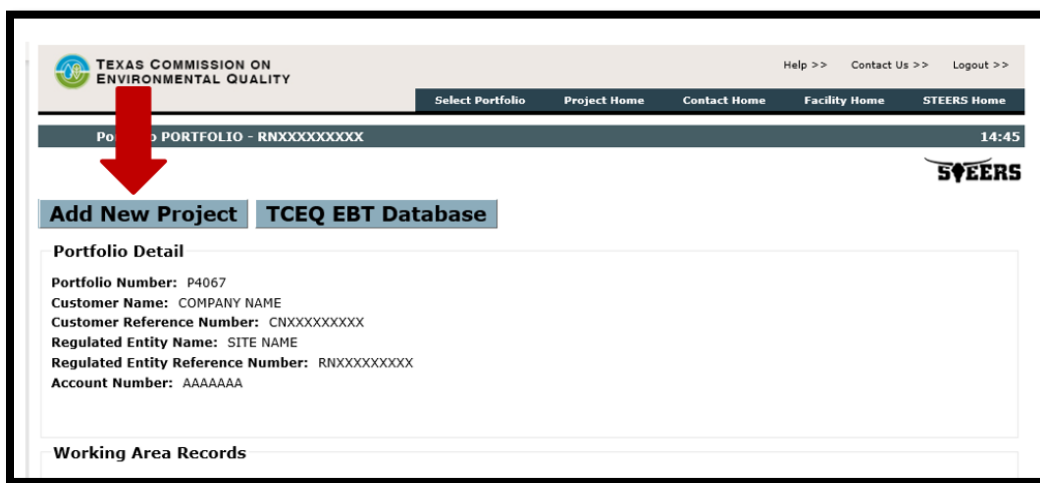 TEXAS COMMISSION ON
ENVIRONMENTAL QUALITY
Help >> Contact Us >> Logout >>
Select Portfolio Project Home Contact Home Facility Home STEERS Home
PORTFOLIO - RNXXXXXXXXX 14:45
STEERS
Add New Project TCEQ EBT Database
Portfolio Detail
Portfolio Number: P4067
Customer Name: COMPANY NAME
Customer Reference Number: CNXXXXXXXXX
Regulated Entity Name: SITE NAME
Regulated Entity Reference Number: RNXXXXXXXXX
Account Number: AAAAAAA
Working Area Records